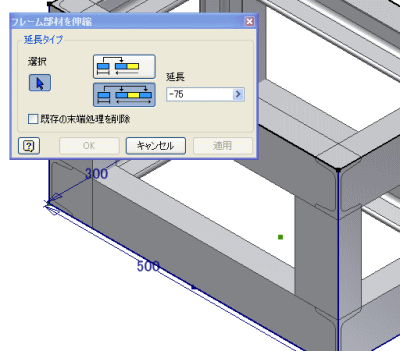 フレーム部材を伸縮
延長タイプ
選択
延長
-75
既存の末端処理を削除
OK
キャンセル
適用
300
500